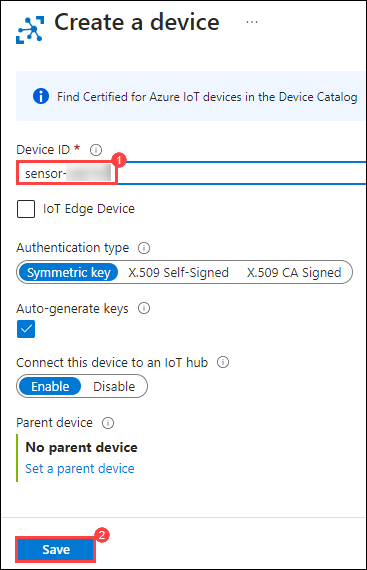 Create a device ...
Find Certified for Azure IoT devices in the Device Catalog
Device ID *
1
sensor-
IoT Edge Device
Authentication type
Symmetric key X.509 Self-Signed X.509 CA Signed
Auto-generate keys
Connect this device to an IoT hub
Enable Disable
Parent device
No parent device
Set a parent device
2
Save